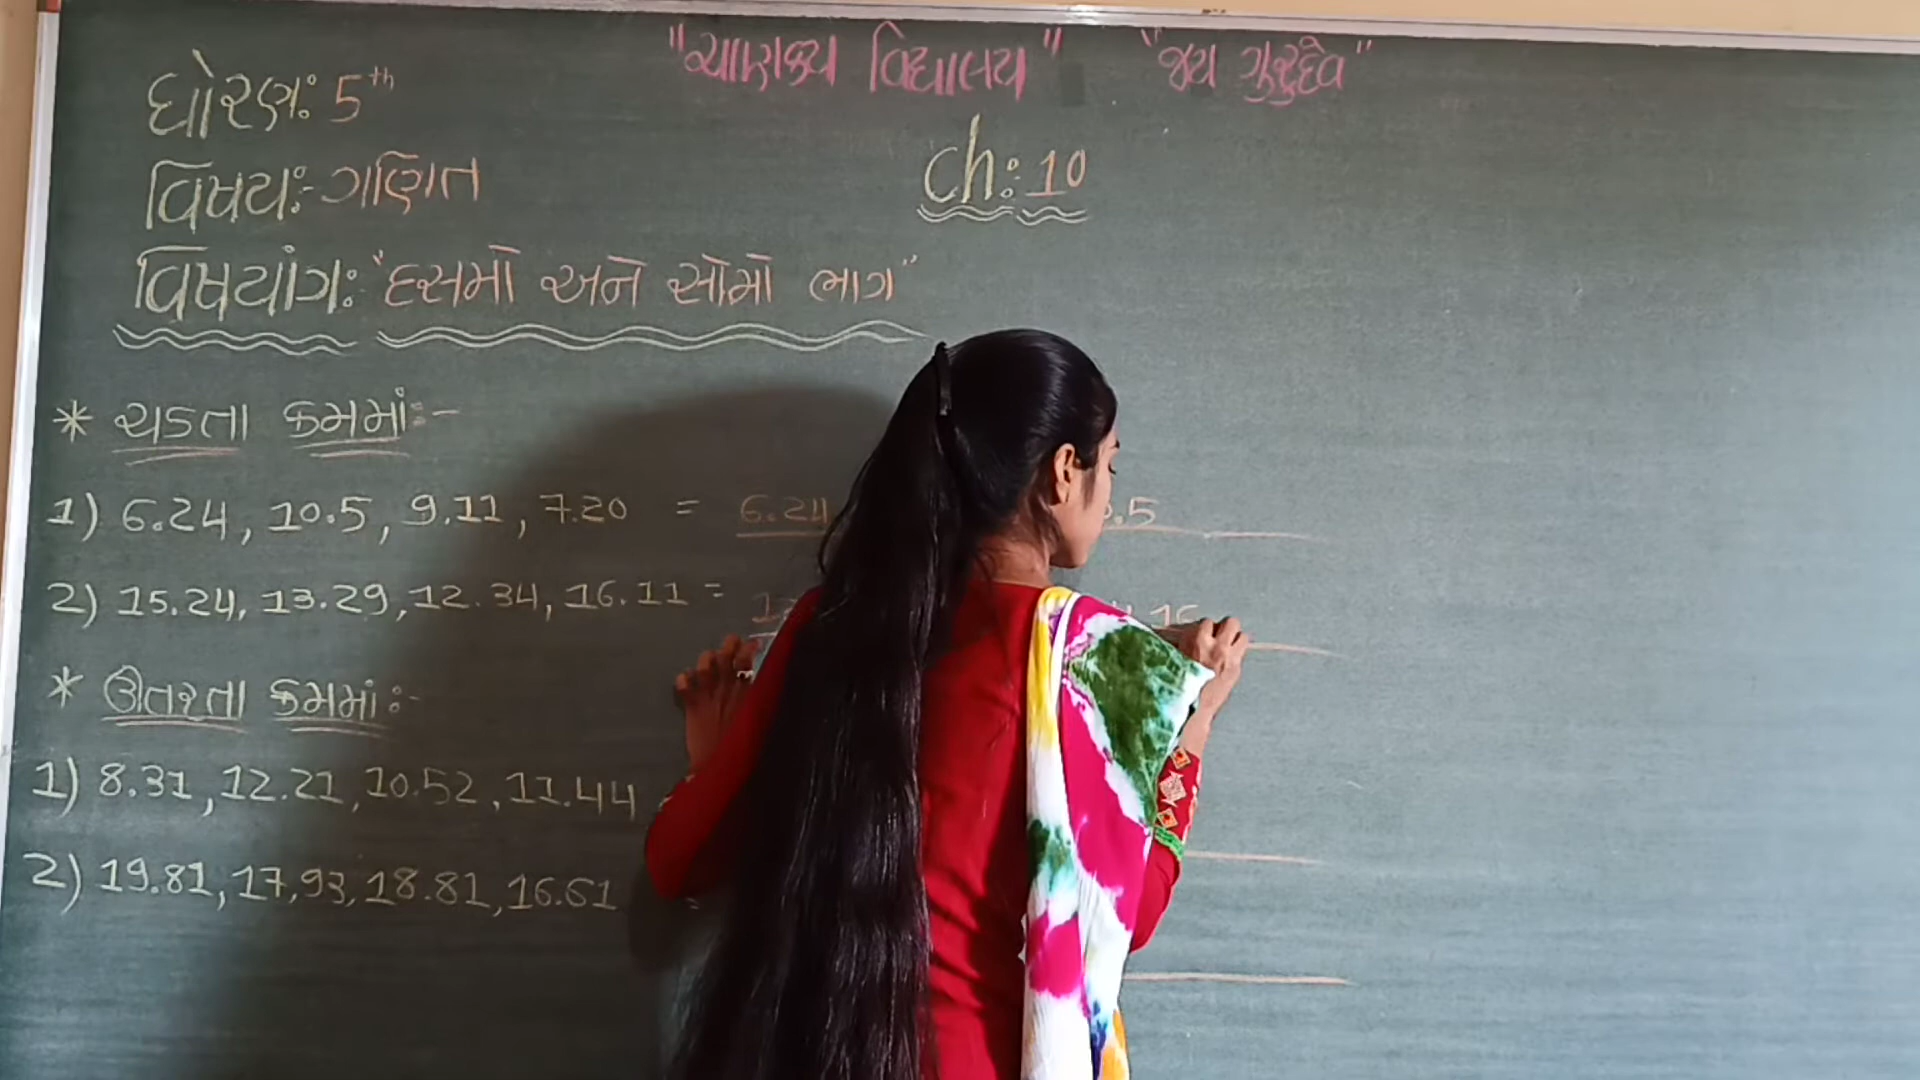 "ચાણક્ય વિદ્યાલય" "જય ગુરુદેવ"
ધોરણઃ 5th
વિષયઃ- ગણિત
Ch: 10
વિષયાંગઃ "દસમો અને સોમો ભાગ"
* ચડતા ક્રમમાંઃ-
1) 6.24, 10.5, 9.11, 7.20 = 6.24 .5
2) 15.24, 13.29, 12.34, 16.11 =
* ઊતરતા ક્રમમાંઃ-
1) 8.31, 12.21, 10.52, 11.44
2) 19.81, 17,93, 18.81, 16.61